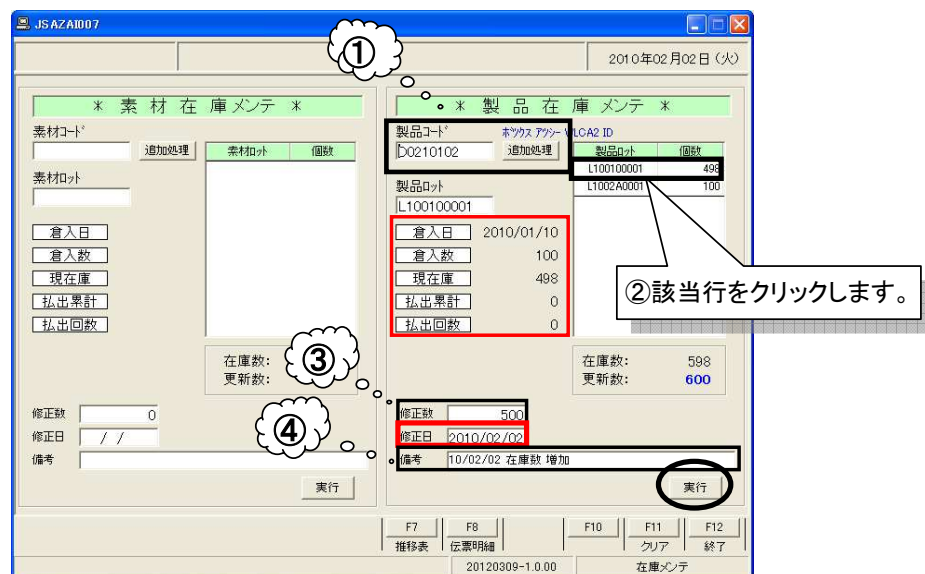 JSAZAI007
①
2010年02月02日（火）
＊ 素 材 在 庫 メンテ ＊
素材ｺｰﾄﾞ
追加処理
素材ﾛｯﾄ 個数
素材ﾛｯﾄ
倉入日
倉入数
現在庫
払出累計
払出回数
在庫数:
更新数:
修正数 0
修正日 / /
備考
実行
＊ 製 品 在 庫 メンテ ＊
製品ｺｰﾄﾞ ﾎﾞﾂｸｽ ｱﾂｼｰ VLCA2 ID
D0210102 追加処理
製品ﾛｯﾄ 個数
L100100001 498
L1002A0001 100
製品ﾛｯﾄ
L100100001
倉入日 2010/01/10
倉入数 100
現在庫 498
払出累計 0
払出回数 0
②該当行をクリックします。
在庫数: 598
更新数: 600
③
修正数 500
修正日 2010/02/02
④
備考 10/02/02 在庫数 増加
実行
F7 F8 F10 F11 F12
推移表 伝票明細 クリア 終了
20120309-1.0.00 在庫メンテ